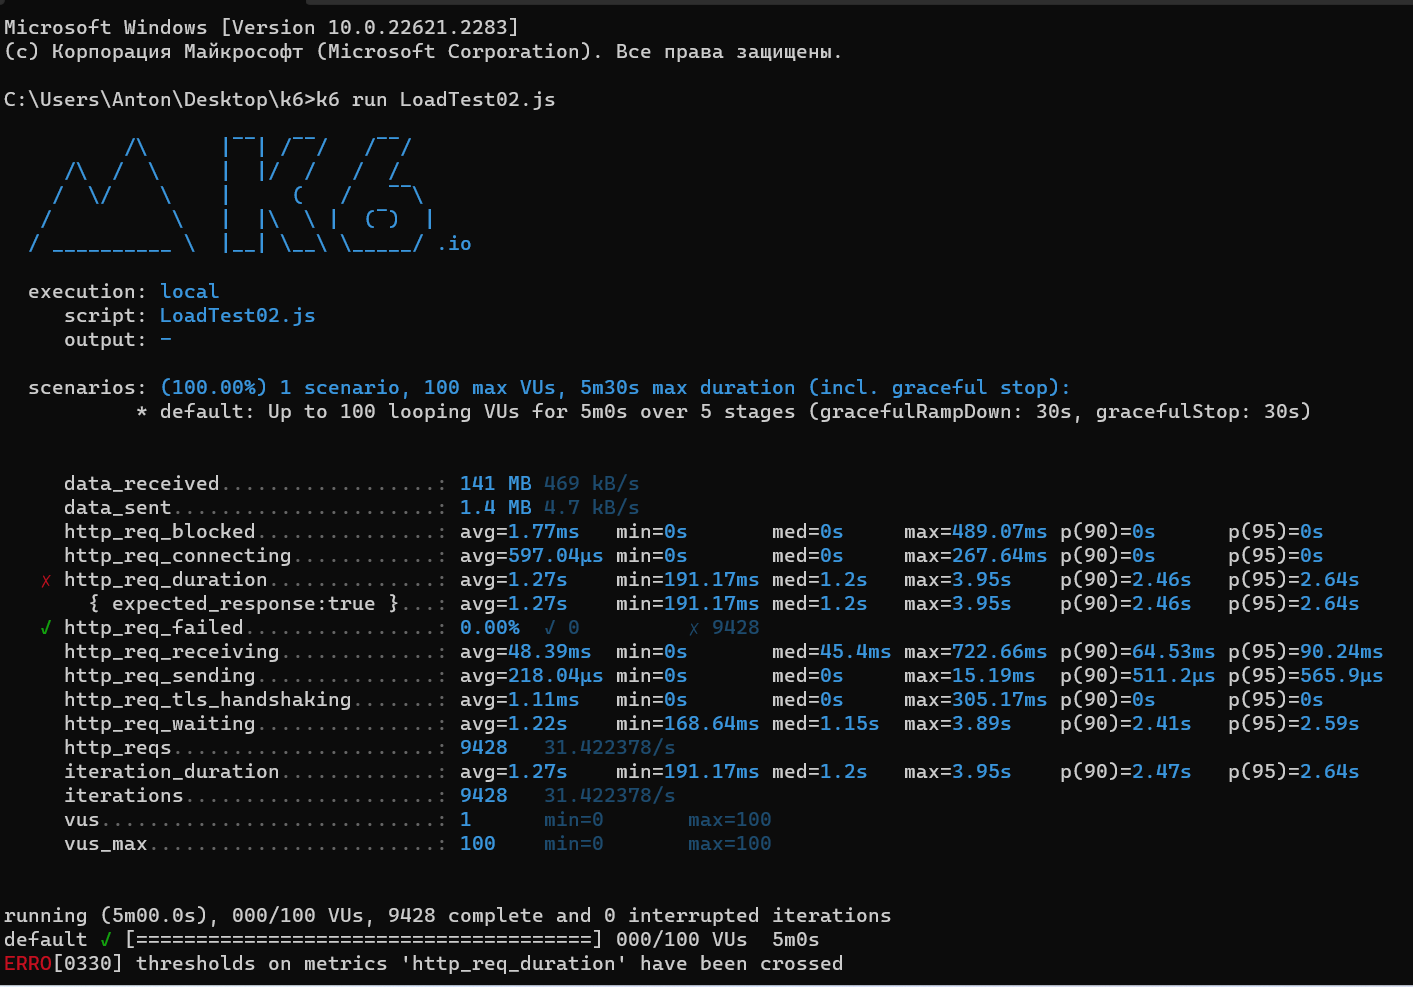 Microsoft Windows [Version 10.0.22621.2283]
(c) Корпорация Майкрософт (Microsoft Corporation). Все права защищены.
C:\Users\Anton\Desktop\k6>k6 run LoadTest02.js
          /\      |‾‾| /‾‾/   /‾‾/
     /\  /  \     |  |/  /   /  /
    /  \/    \    |     (   /   ‾‾\
   /          \   |  |\  \ |  (‾)  |
  / __________ \  |__| \__\ \_____/ .io
  execution: local
     script: LoadTest02.js
     output: -
  scenarios: (100.00%) 1 scenario, 100 max VUs, 5m30s max duration (incl. graceful stop):
           * default: Up to 100 looping VUs for 5m0s over 5 stages (gracefulRampDown: 30s, gracefulStop: 30s)
     data_received..................: 141 MB 469 kB/s
     data_sent......................: 1.4 MB 4.7 kB/s
     http_req_blocked...............: avg=1.77ms   min=0s       med=0s     max=489.07ms p(90)=0s      p(95)=0s
     http_req_connecting............: avg=597.04µs min=0s       med=0s     max=267.64ms p(90)=0s      p(95)=0s
   ✗ http_req_duration..............: avg=1.27s    min=191.17ms med=1.2s   max=3.95s    p(90)=2.46s   p(95)=2.64s
       { expected_response:true }...: avg=1.27s    min=191.17ms med=1.2s   max=3.95s    p(90)=2.46s   p(95)=2.64s
   ✓ http_req_failed................: 0.00%  ✓ 0         ✗ 9428
     http_req_receiving.............: avg=48.39ms  min=0s       med=45.4ms max=722.66ms p(90)=64.53ms p(95)=90.24ms
     http_req_sending...............: avg=218.04µs min=0s       med=0s     max=15.19ms  p(90)=511.2µs p(95)=565.9µs
     http_req_tls_handshaking.......: avg=1.11ms   min=0s       med=0s     max=305.17ms p(90)=0s      p(95)=0s
     http_req_waiting...............: avg=1.22s    min=168.64ms med=1.15s  max=3.89s    p(90)=2.41s   p(95)=2.59s
     http_reqs......................: 9428   31.422378/s
     iteration_duration.............: avg=1.27s    min=191.17ms med=1.2s   max=3.95s    p(90)=2.47s   p(95)=2.64s
     iterations.....................: 9428   31.422378/s
     vus............................: 1      min=0       max=100
     vus_max........................: 100    min=0       max=100
running (5m00.0s), 000/100 VUs, 9428 complete and 0 interrupted iterations
default ✓ [======================================] 000/100 VUs  5m0s
ERRO[0330] thresholds on metrics 'http_req_duration' have been crossed